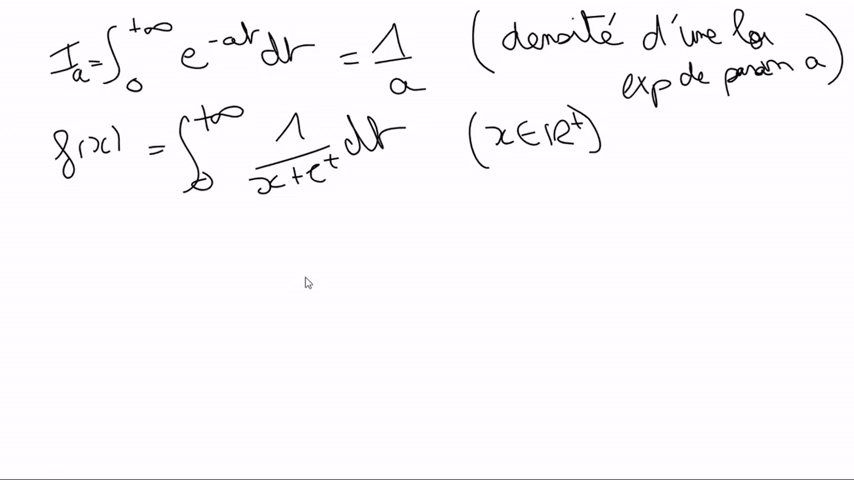 I_a = ∫_0^{+∞} e^{-at} dt = 1/a (densité d'une loi
exp de param a)
f(x) = ∫_0^{+∞} 1/(x+e^t) dt (x ∈ ℝ^+)